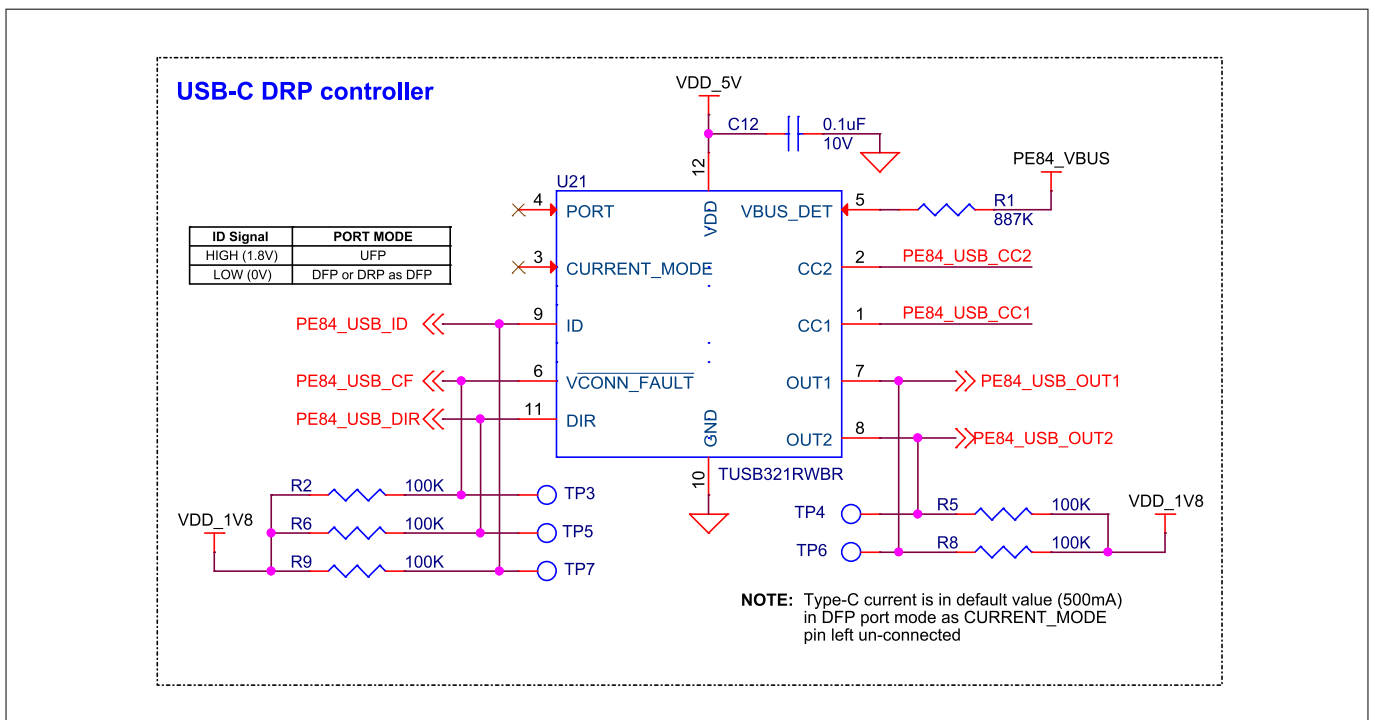 USB-C DRP controller
VDD_5V
C12
0.1uF
10V
PE84_VBUS
12
U21
4
PORT
VDD
VBUS_DET
5
R1
887K
ID Signal PORT MODE
HIGH (1.8V) UFP
LOW (0V) DFP or DRP as DFP
3
CURRENT_MODE
CC2
2
PE84_USB_CC2
PE84_USB_ID
9
ID
CC1
1
PE84_USB_CC1
PE84_USB_CF
6
VCONN_FAULT
OUT1
7
PE84_USB_OUT1
PE84_USB_DIR
11
DIR
GND
OUT2
8
PE84_USB_OUT2
10
TUSB321RWBR
R2
100K
TP3
VDD_1V8
R6
100K
TP5
R9
100K
TP7
TP4
R5
100K
VDD_1V8
TP6
R8
100K
NOTE: Type-C current is in default value (500mA)
in DFP port mode as CURRENT_MODE
pin left un-connected